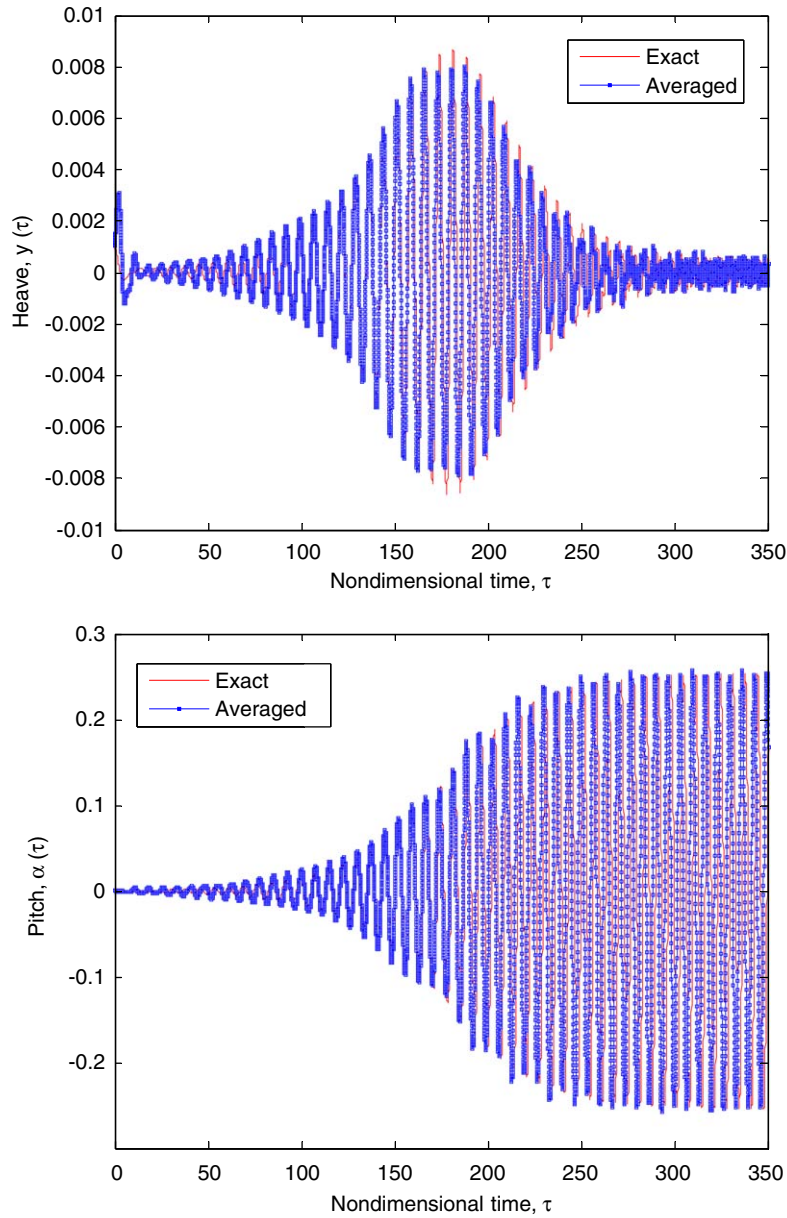 0.01
0.008
0.006
0.004
0.002
0
-0.002
-0.004
-0.006
-0.008
-0.01
Heave, y (τ)
Exact
Averaged
0 50 100 150 200 250 300 350
Nondimensional time, τ
0.3
0.2
0.1
0
-0.1
-0.2
Pitch, α (τ)
Exact
Averaged
0 50 100 150 200 250 300 350
Nondimensional time, τ